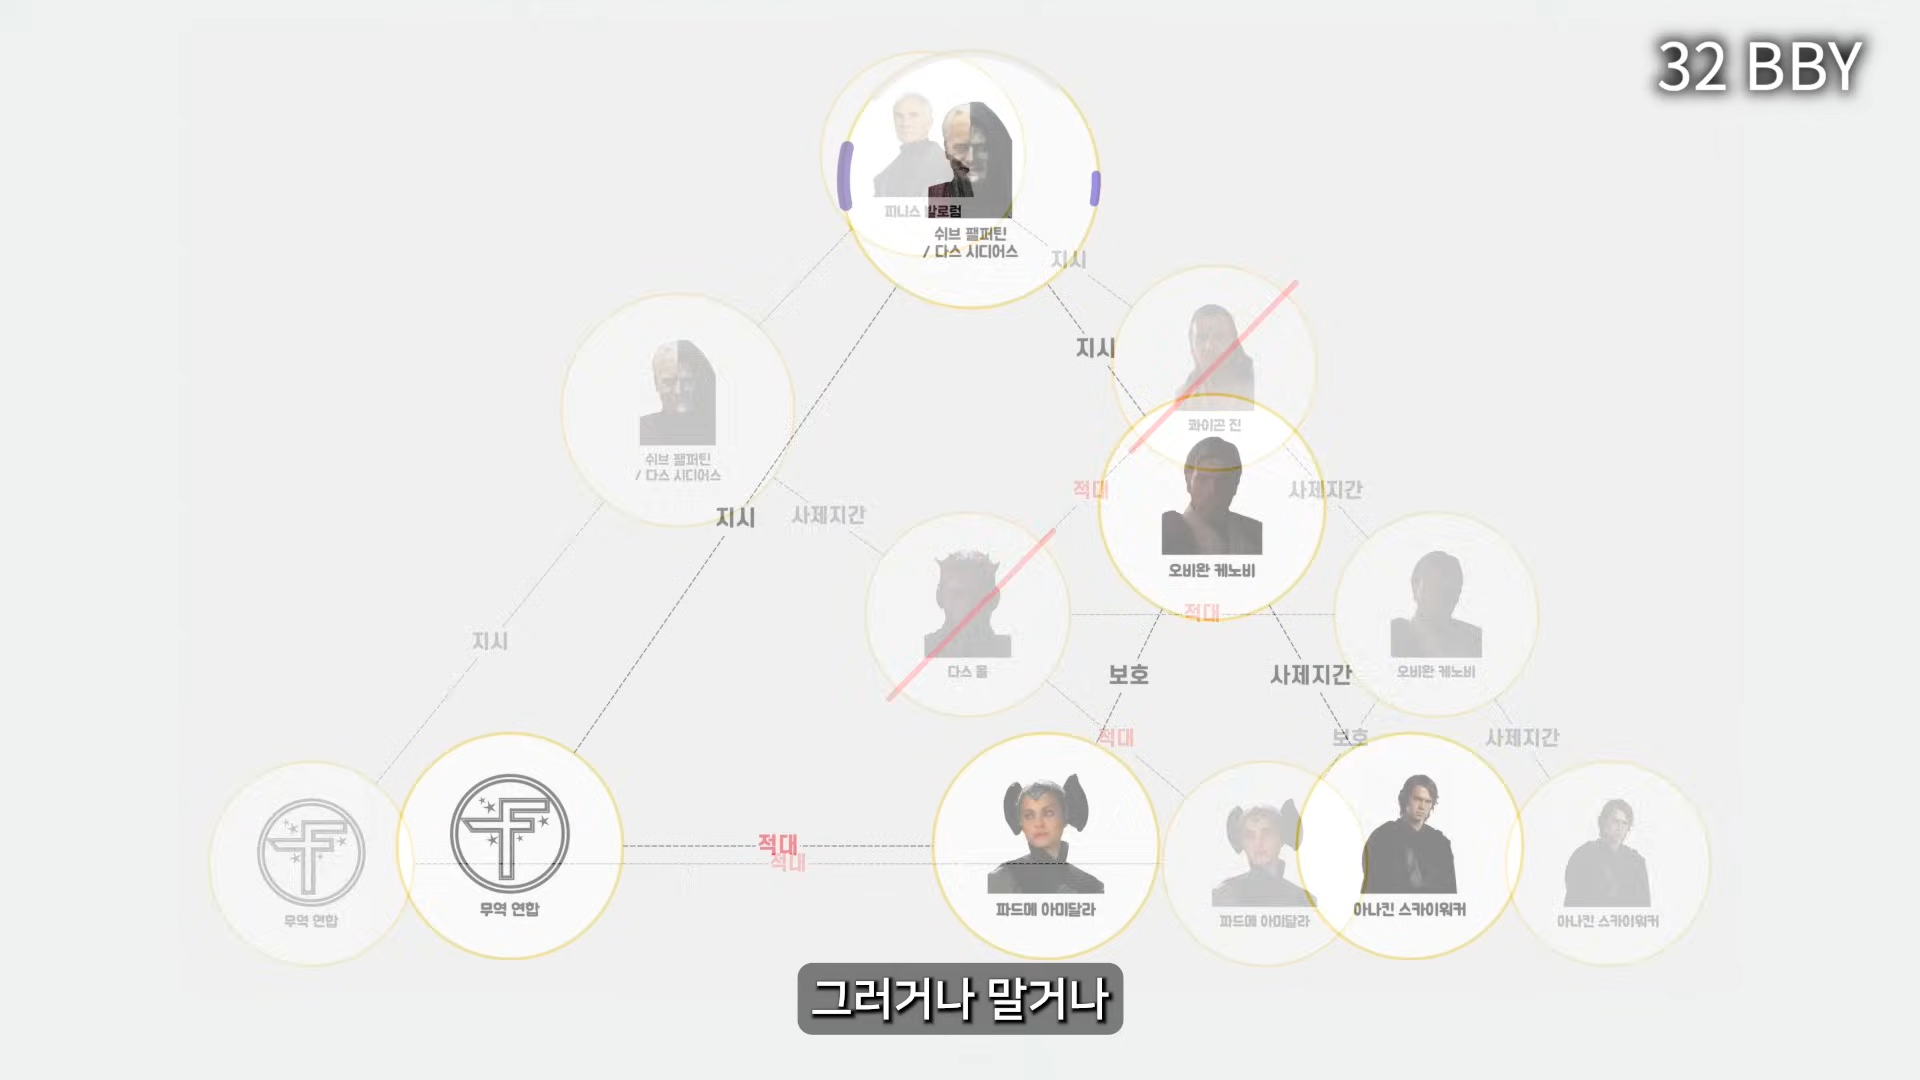 32 BBY
피니스 발로럼
쉬브 팰퍼틴
/ 다스 시디어스
지시
지시
콰이곤 진
쉬브 팰퍼틴
/ 다스 시디어스
적대
사제지간
지시
사제지간
오비완 케노비
적대
지시
다스 몰
보호
사제지간
오비완 케노비
적대
보호
사제지간
적대
적대
무역 연합
무역 연합
파드메 아미달라
파드메 아미달라
아나킨 스카이워커
아나킨 스카이워커
그러거나 말거나